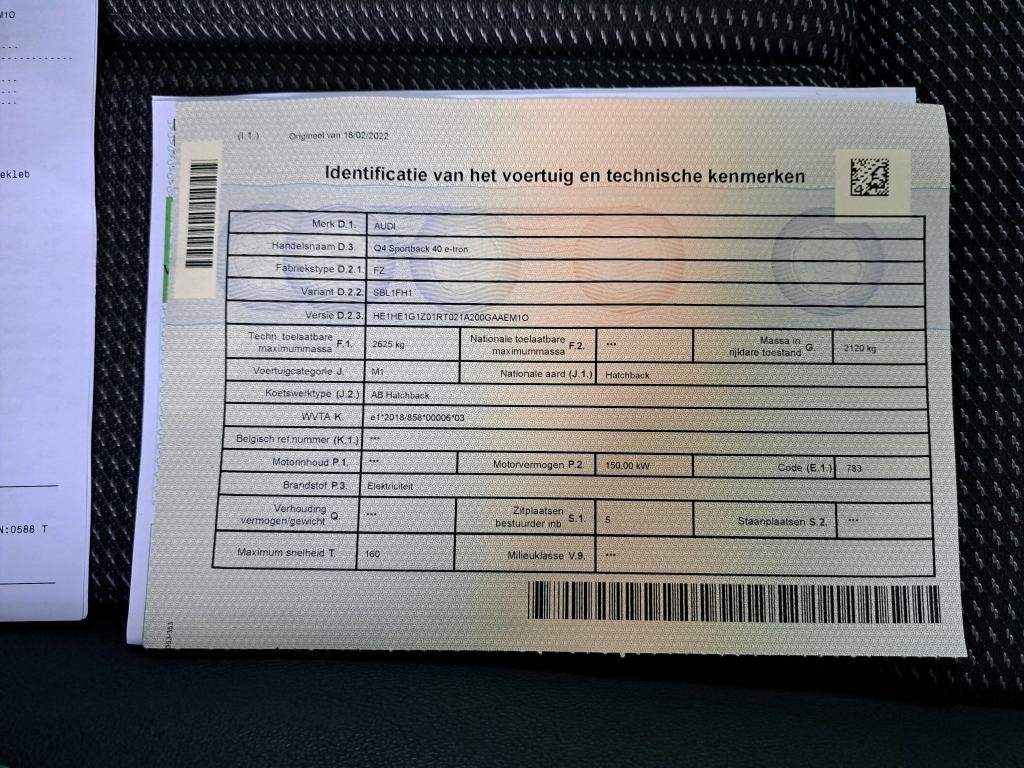 M1O
ekleb
N:0588 T
(I.1.) Origineel van 18/02/2022
Identificatie van het voertuig en technische kenmerken
Merk D.1. AUDI
Handelsnaam D.3. Q4 Sportback 40 e-tron
Fabriekstype D.2.1. FZ
Variant D.2.2. SBL1FH1
Versie D.2.3. HE1HE1G1Z01RT021A200GAAEM1O
Techn. toelaatbare maximummassa F.1. 2625 kg Nationale toelaatbare maximummassa F.2. *** Massa in rijklare toestand G. 2120 kg
Voertuigcategorie J. M1 Nationale aard (J.1.) Hatchback
Koetswerktype (J.2.) AB Hatchback
WVTA K. e1*2018/858*00006*03
Belgisch ref.nummer (K.1.) ***
Motorinhoud P.1. *** Motorvermogen P.2. 150.00 kW Code (E.1.) 783
Brandstof P.3. Elektriciteit
Verhouding vermogen/gewicht Q *** Zitplaatsen bestuurder inb. S.1. 5 Staanplaatsen S.2. ***
Maximum snelheid T. 160 Milieuklasse V.9. ***
353-353